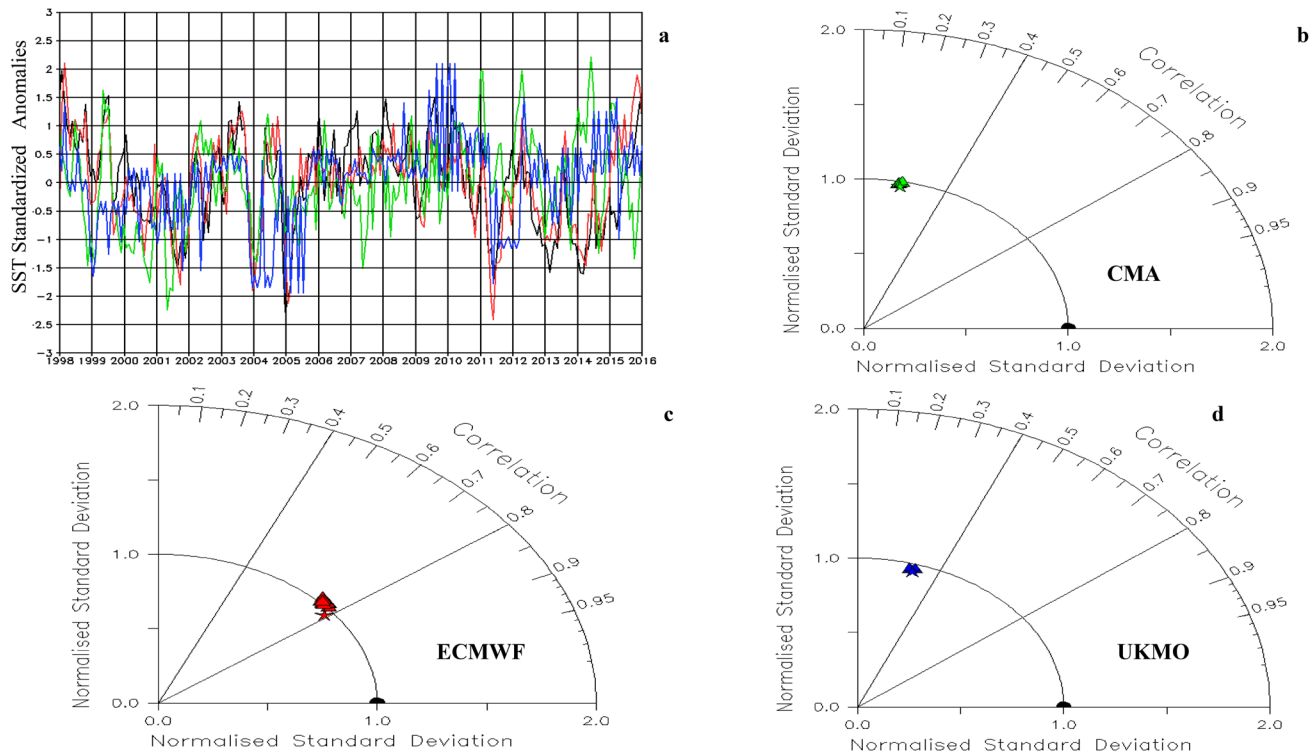 a
SST Standardized Anomalies
3
2.5
2
1.5
1
0.5
0
-0.5
-1
-1.5
-2
-2.5
-3
1998 1999 2000 2001 2002 2003 2004 2005 2006 2007 2008 2009 2010 2011 2012 2013 2014 2015 2016
b
Normalised Standard Deviation
2.0
1.0
0.0
0.1 0.4 0.5 0.6 0.7 0.8 0.9 0.95
Correlation
CMA
0.0 1.0 2.0
Normalised Standard Deviation
c
Normalised Standard Deviation
2.0
1.0
0.0
0.1 0.2 0.3 0.4 0.5 0.6 0.7 0.8 0.9 0.95
Correlation
ECMWF
0.0 1.0 2.0
Normalised Standard Deviation
d
Normalised Standard Deviation
2.0
1.0
0.0
0.1 0.2 0.3 0.4 0.5 0.6 0.7 0.8 0.9 0.95
Correlation
UKMO
0.0 1.0 2.0
Normalised Standard Deviation